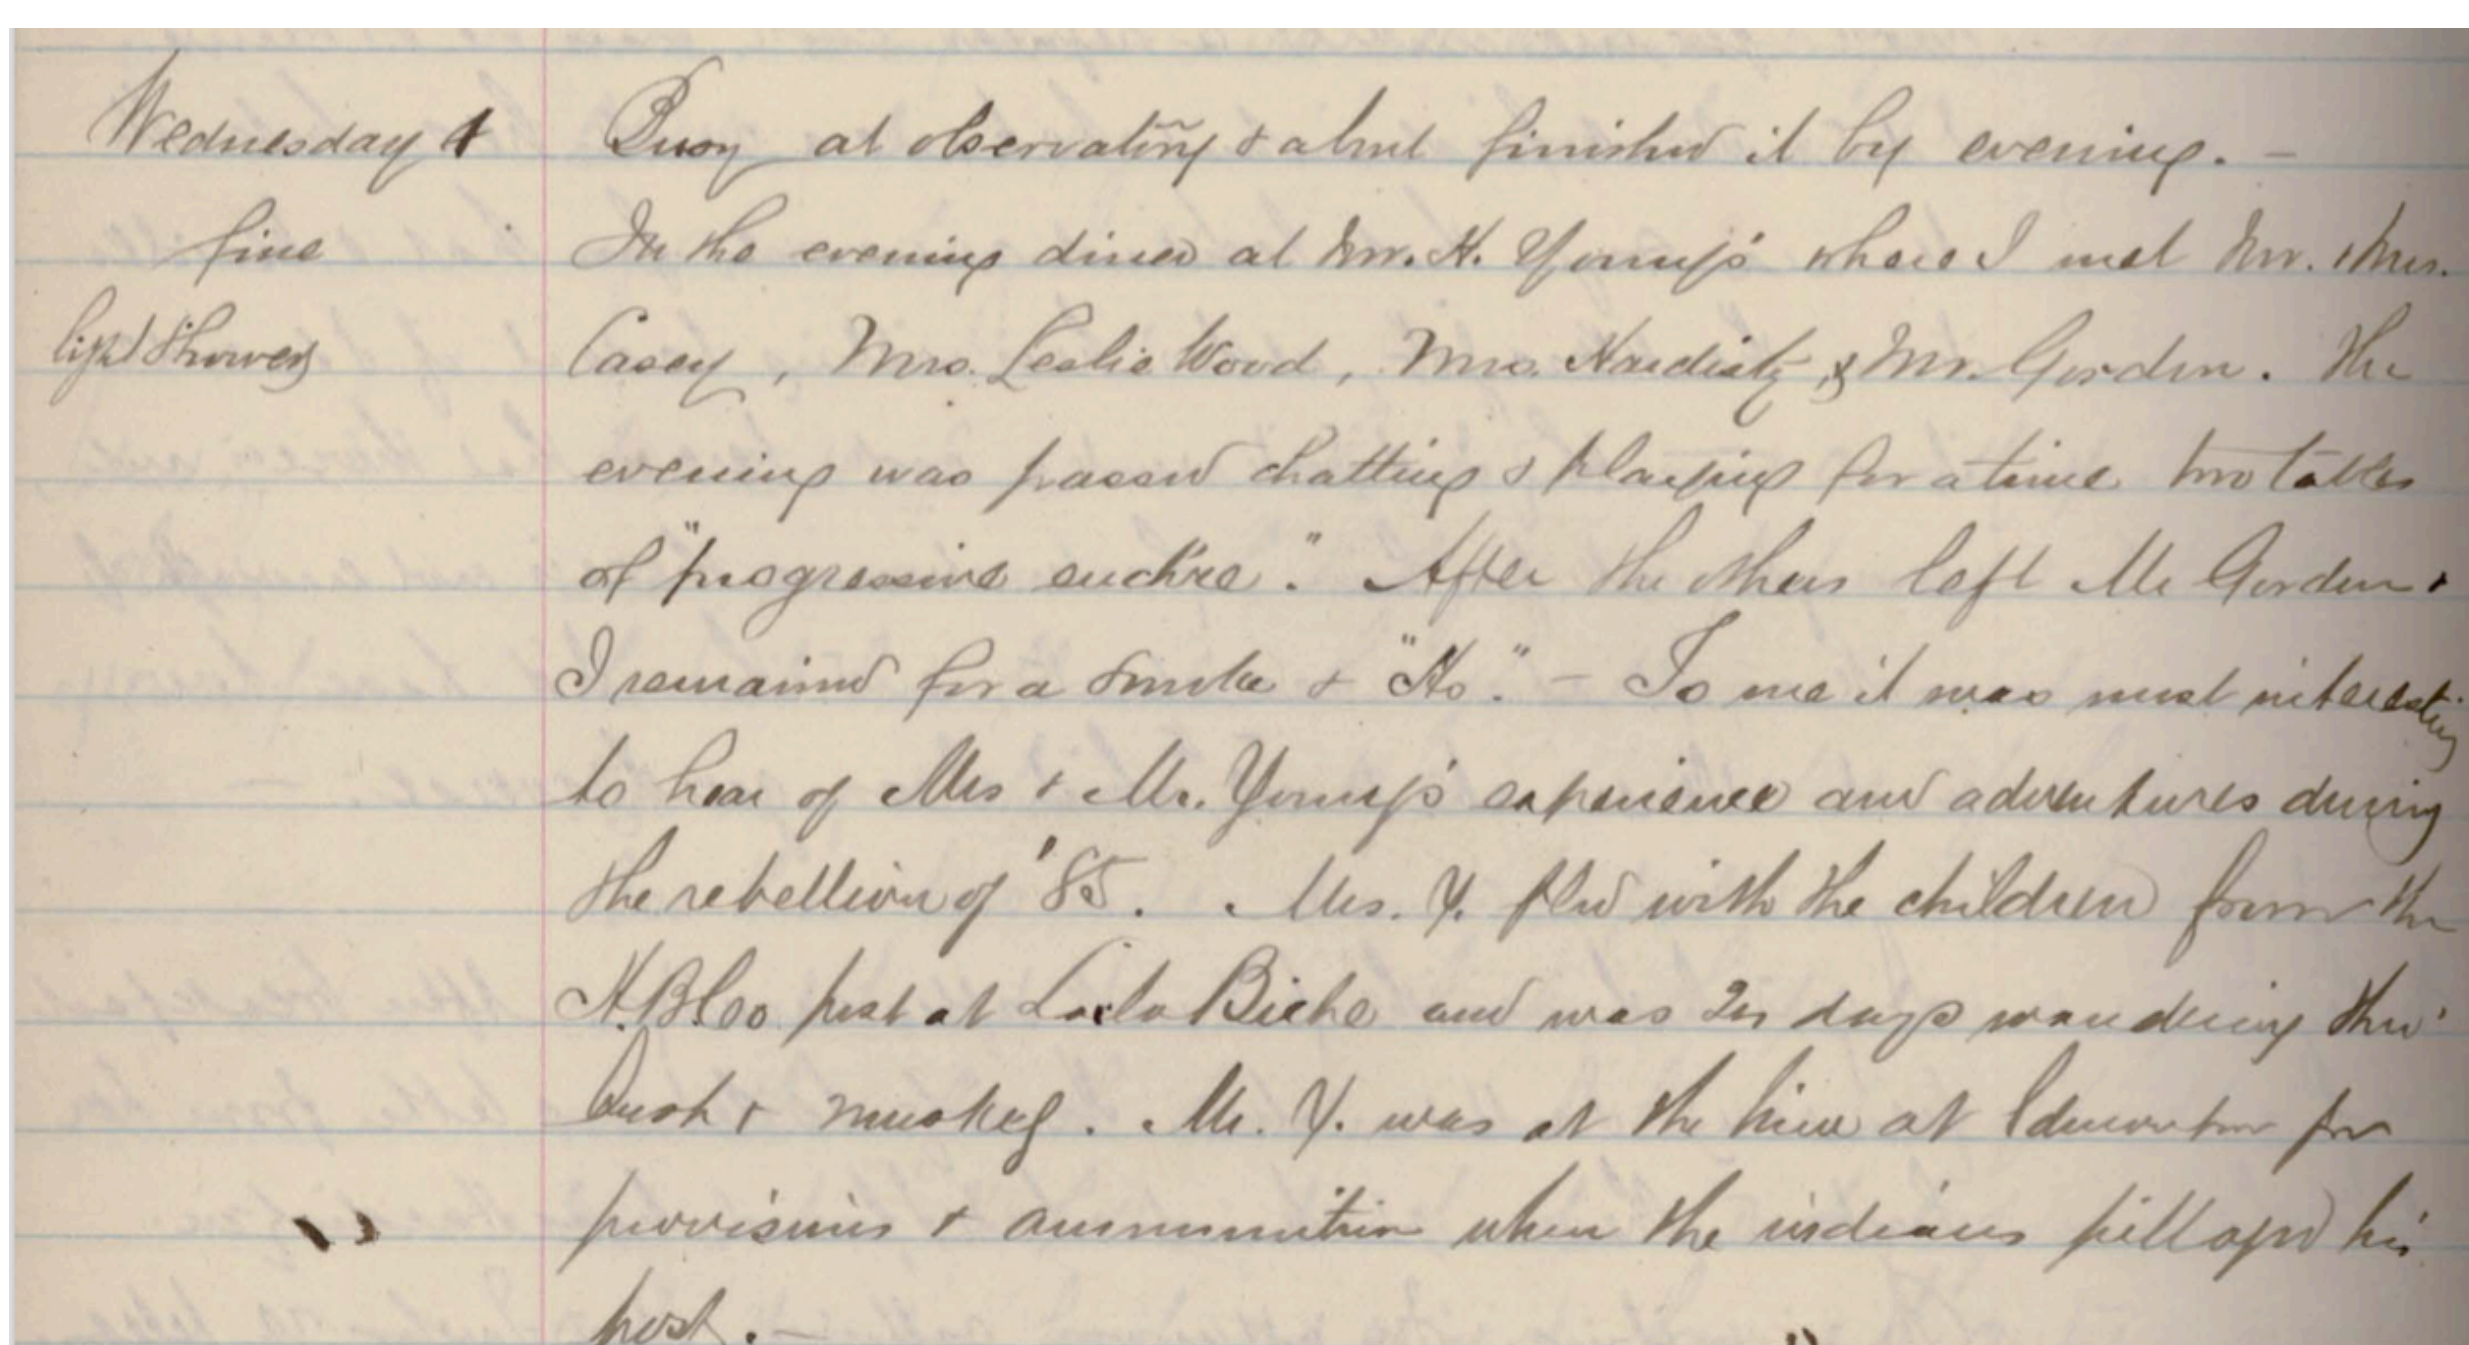 Wednesday 1 Busy at observatory & about finished it by evening. –
fine In the evening dined at Mr. H. Young's where I met Mr. & Mrs.
light showers Casey, Mrs. Leslie Wood, Mrs. Hardisty, & Mr. Gordon. The
evening was passed chatting & playing for a time two tables
of "progressive euchre." After the others left Mr Gordon &
I remained for a smoke & "Ho." – To me it was most interesting
to hear of Mrs & Mr. Young's experience and adventures during
the rebellion of '85. Mrs. Y. fled with the children from the
H.B.Co post at Lac la Biche and was days wandering thro'
bush & muskeg. Mr. Y. was at the time at Edmonton for
provisions & ammunition when the indians pillaged his
post. –